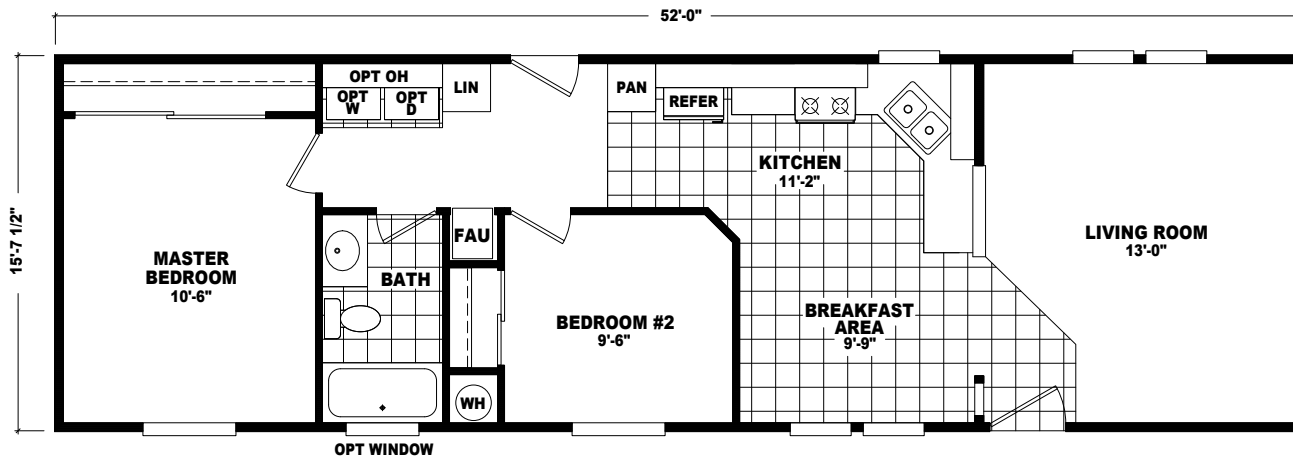 52'-0"
15'-7 1/2"
OPT OH
OPT
W
OPT
D
LIN
PAN
REFER
KITCHEN
11'-2"
MASTER
BEDROOM
10'-6"
BATH
FAU
LIVING ROOM
13'-0"
BEDROOM #2
9'-6"
BREAKFAST
AREA
9'-9"
WH
OPT WINDOW